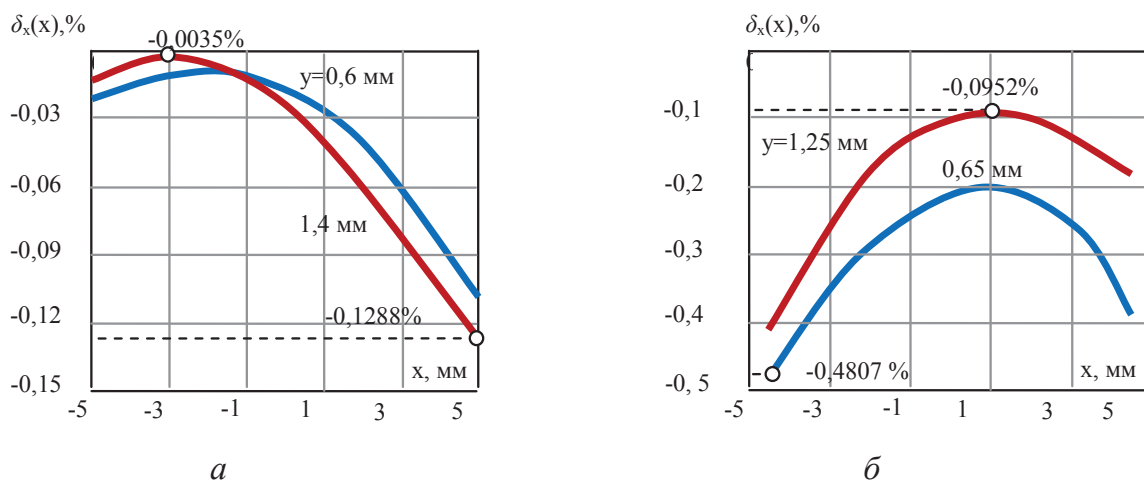 δx(x),%
-0,0035%
y=0,6 мм
-0,03
-0,06
1,4 мм
-0,09
-0,12
-0,1288%
-0,15
x, мм
-5 -3 -1 1 3 5
а
δx(x),%
-0,0952%
-0,1
y=1,25 мм
0,65 мм
-0,2
-0,3
-0,4
-0,4807 %
x, мм
-0, 5
-5 -3 -1 1 3 5
б